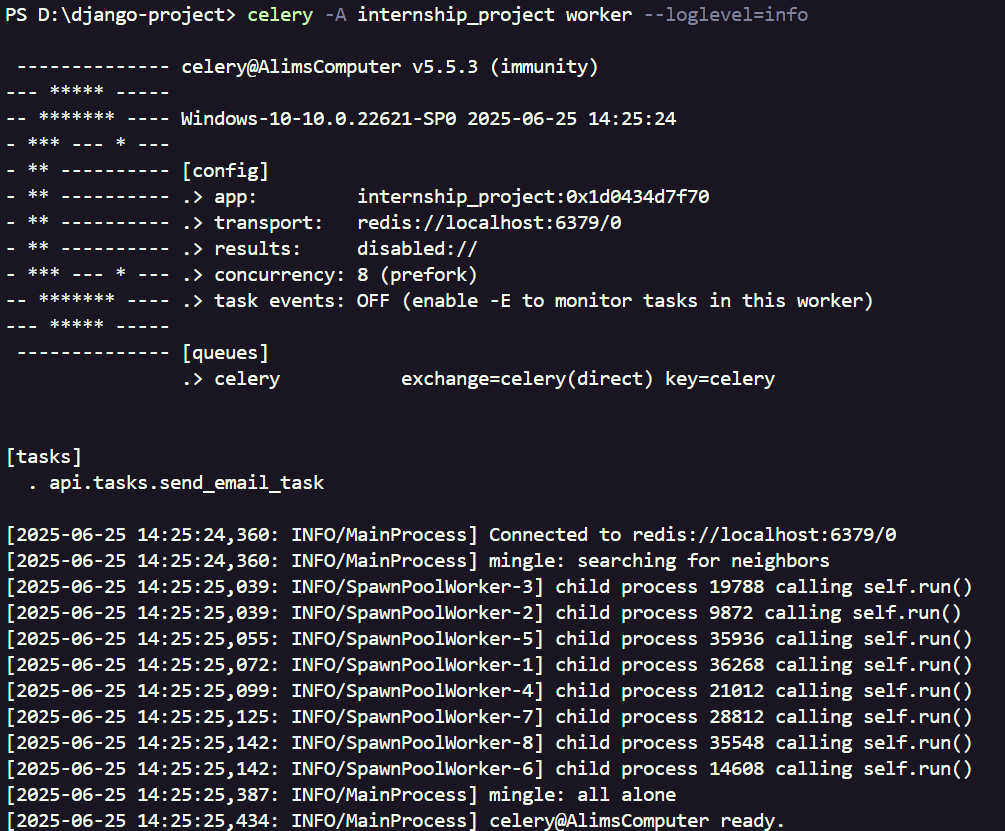 PS D:\django-project> celery -A internship_project worker --loglevel=info
 -------------- celery@AlimsComputer v5.5.3 (immunity)
--- ***** -----
-- ******* ---- Windows-10-10.0.22621-SP0 2025-06-25 14:25:24
- *** --- * ---
- ** ---------- [config]
- ** ---------- .> app:         internship_project:0x1d0434d7f70
- ** ---------- .> transport:   redis://localhost:6379/0
- ** ---------- .> results:     disabled://
- *** --- * --- .> concurrency: 8 (prefork)
-- ******* ---- .> task events: OFF (enable -E to monitor tasks in this worker)
--- ***** -----
 -------------- [queues]
                .> celery           exchange=celery(direct) key=celery
[tasks]
  . api.tasks.send_email_task
[2025-06-25 14:25:24,360: INFO/MainProcess] Connected to redis://localhost:6379/0
[2025-06-25 14:25:24,360: INFO/MainProcess] mingle: searching for neighbors
[2025-06-25 14:25:25,039: INFO/SpawnPoolWorker-3] child process 19788 calling self.run()
[2025-06-25 14:25:25,039: INFO/SpawnPoolWorker-2] child process 9872 calling self.run()
[2025-06-25 14:25:25,055: INFO/SpawnPoolWorker-5] child process 35936 calling self.run()
[2025-06-25 14:25:25,072: INFO/SpawnPoolWorker-1] child process 36268 calling self.run()
[2025-06-25 14:25:25,099: INFO/SpawnPoolWorker-4] child process 21012 calling self.run()
[2025-06-25 14:25:25,125: INFO/SpawnPoolWorker-7] child process 28812 calling self.run()
[2025-06-25 14:25:25,142: INFO/SpawnPoolWorker-8] child process 35548 calling self.run()
[2025-06-25 14:25:25,142: INFO/SpawnPoolWorker-6] child process 14608 calling self.run()
[2025-06-25 14:25:25,387: INFO/MainProcess] mingle: all alone
[2025-06-25 14:25:25,434: INFO/MainProcess] celery@AlimsComputer ready.